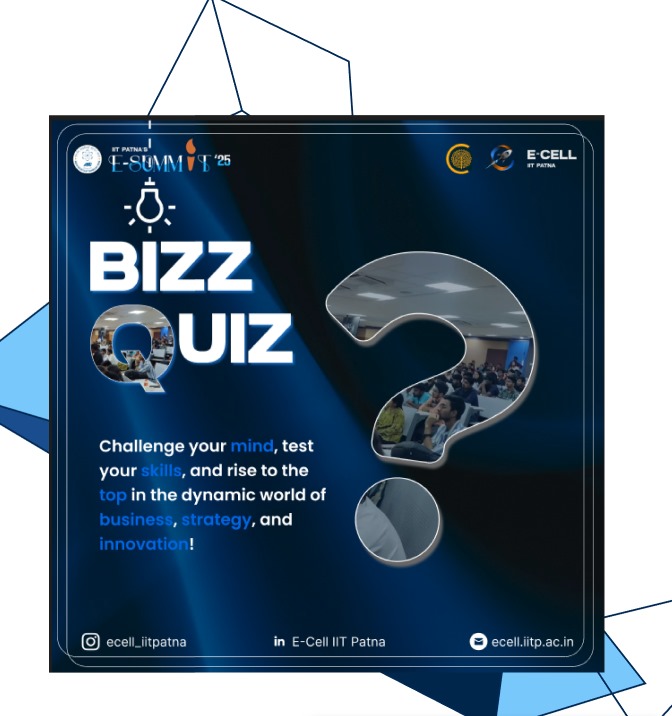 IIT PATNA'S
E-SUMMIT '25
E-CELL
IIT PATNA
BIZZ
QUIZ
Challenge your mind, test
your skills, and rise to the
top in the dynamic world of
business, strategy, and
innovation!
ecell_iitpatna
in E-Cell IIT Patna
ecell.iitp.ac.in